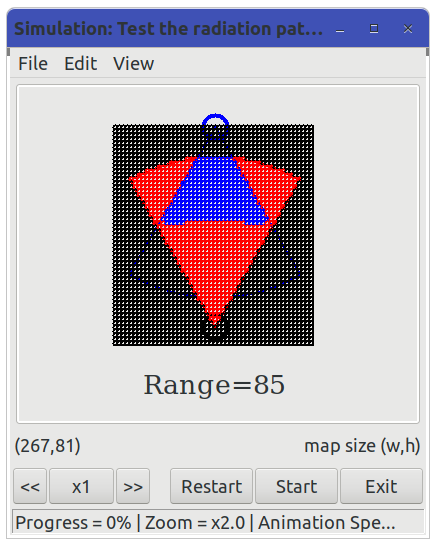 Simulation: Test the radiation pat...
File Edit View
Range=85
(267,81) map size (w,h)
<< x1 >> Restart Start Exit
Progress = 0% | Zoom = x2.0 | Animation Spe...